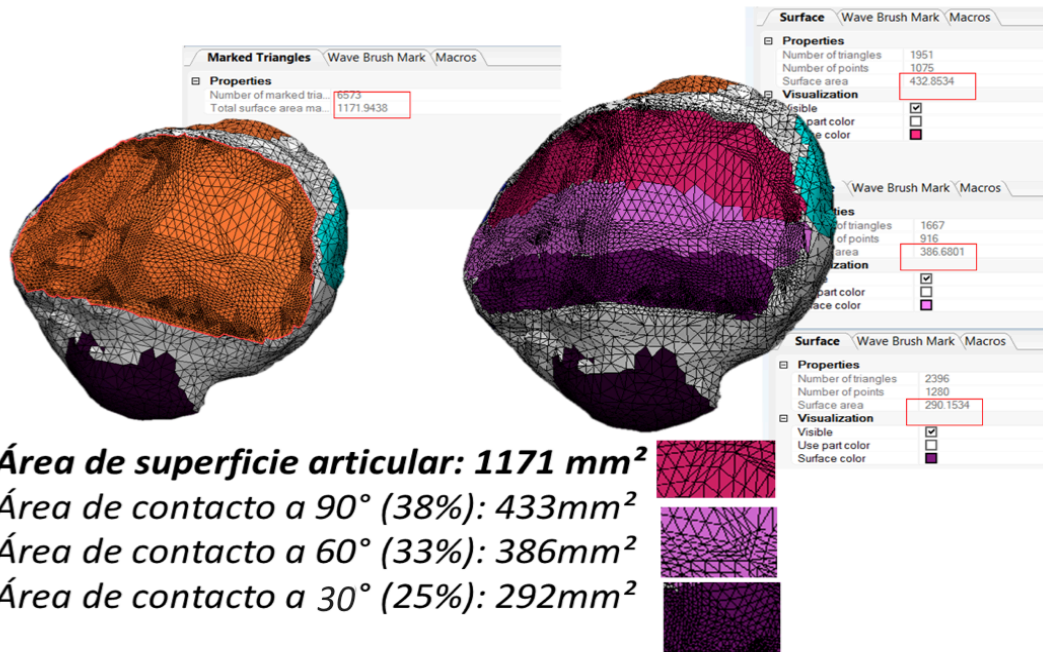 Marked Triangles Wave Brush Mark Macros
Properties
Number of marked tria... 6573
Total surface area ma... 1171.9438
Surface Wave Brush Mark Macros
Properties
Number of triangles 1951
Number of points 1075
Surface area 432.8534
Visualization
part color
color
Wave Brush Mark Macros
of triangles 1667
of points 916
area 386.6801
part color
color
Surface Wave Brush Mark Macros
Properties
Number of triangles 2396
Number of points 1280
Surface area 290.1534
Visualization
Visible
Use part color
Surface color
Área de superficie articular: 1171 mm²
Área de contacto a 90° (38%): 433mm²
Área de contacto a 60° (33%): 386mm²
Área de contacto a 30° (25%): 292mm²